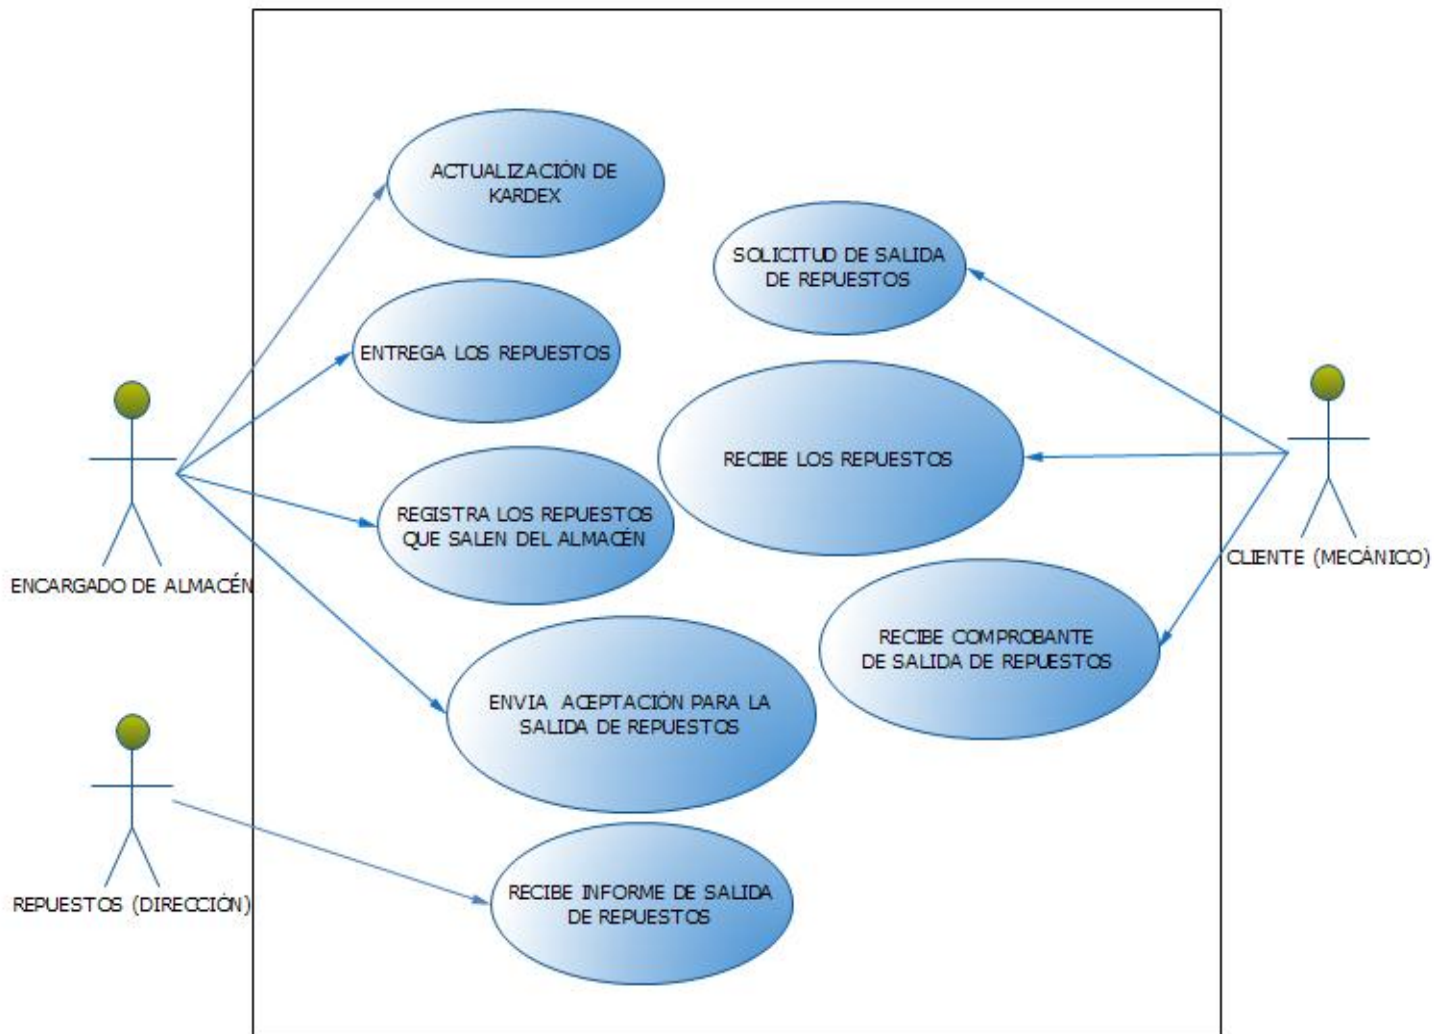 ACTUALIZACIÓN DE
KARDEX
SOLICITUD DE SALIDA
DE REPUESTOS
ENTREGA LOS REPUESTOS
RECIBE LOS REPUESTOS
REGISTRA LOS REPUESTOS
QUE SALEN DEL ALMACÉN
ENCARGADO DE ALMACÉN
CLIENTE (MECÁNICO)
RECIBE COMPROBANTE
DE SALIDA DE REPUESTOS
ENVIA ACEPTACIÓN PARA LA
SALIDA DE REPUESTOS
REPUESTOS (DIRECCIÓN)
RECIBE INFORME DE SALIDA
DE REPUESTOS